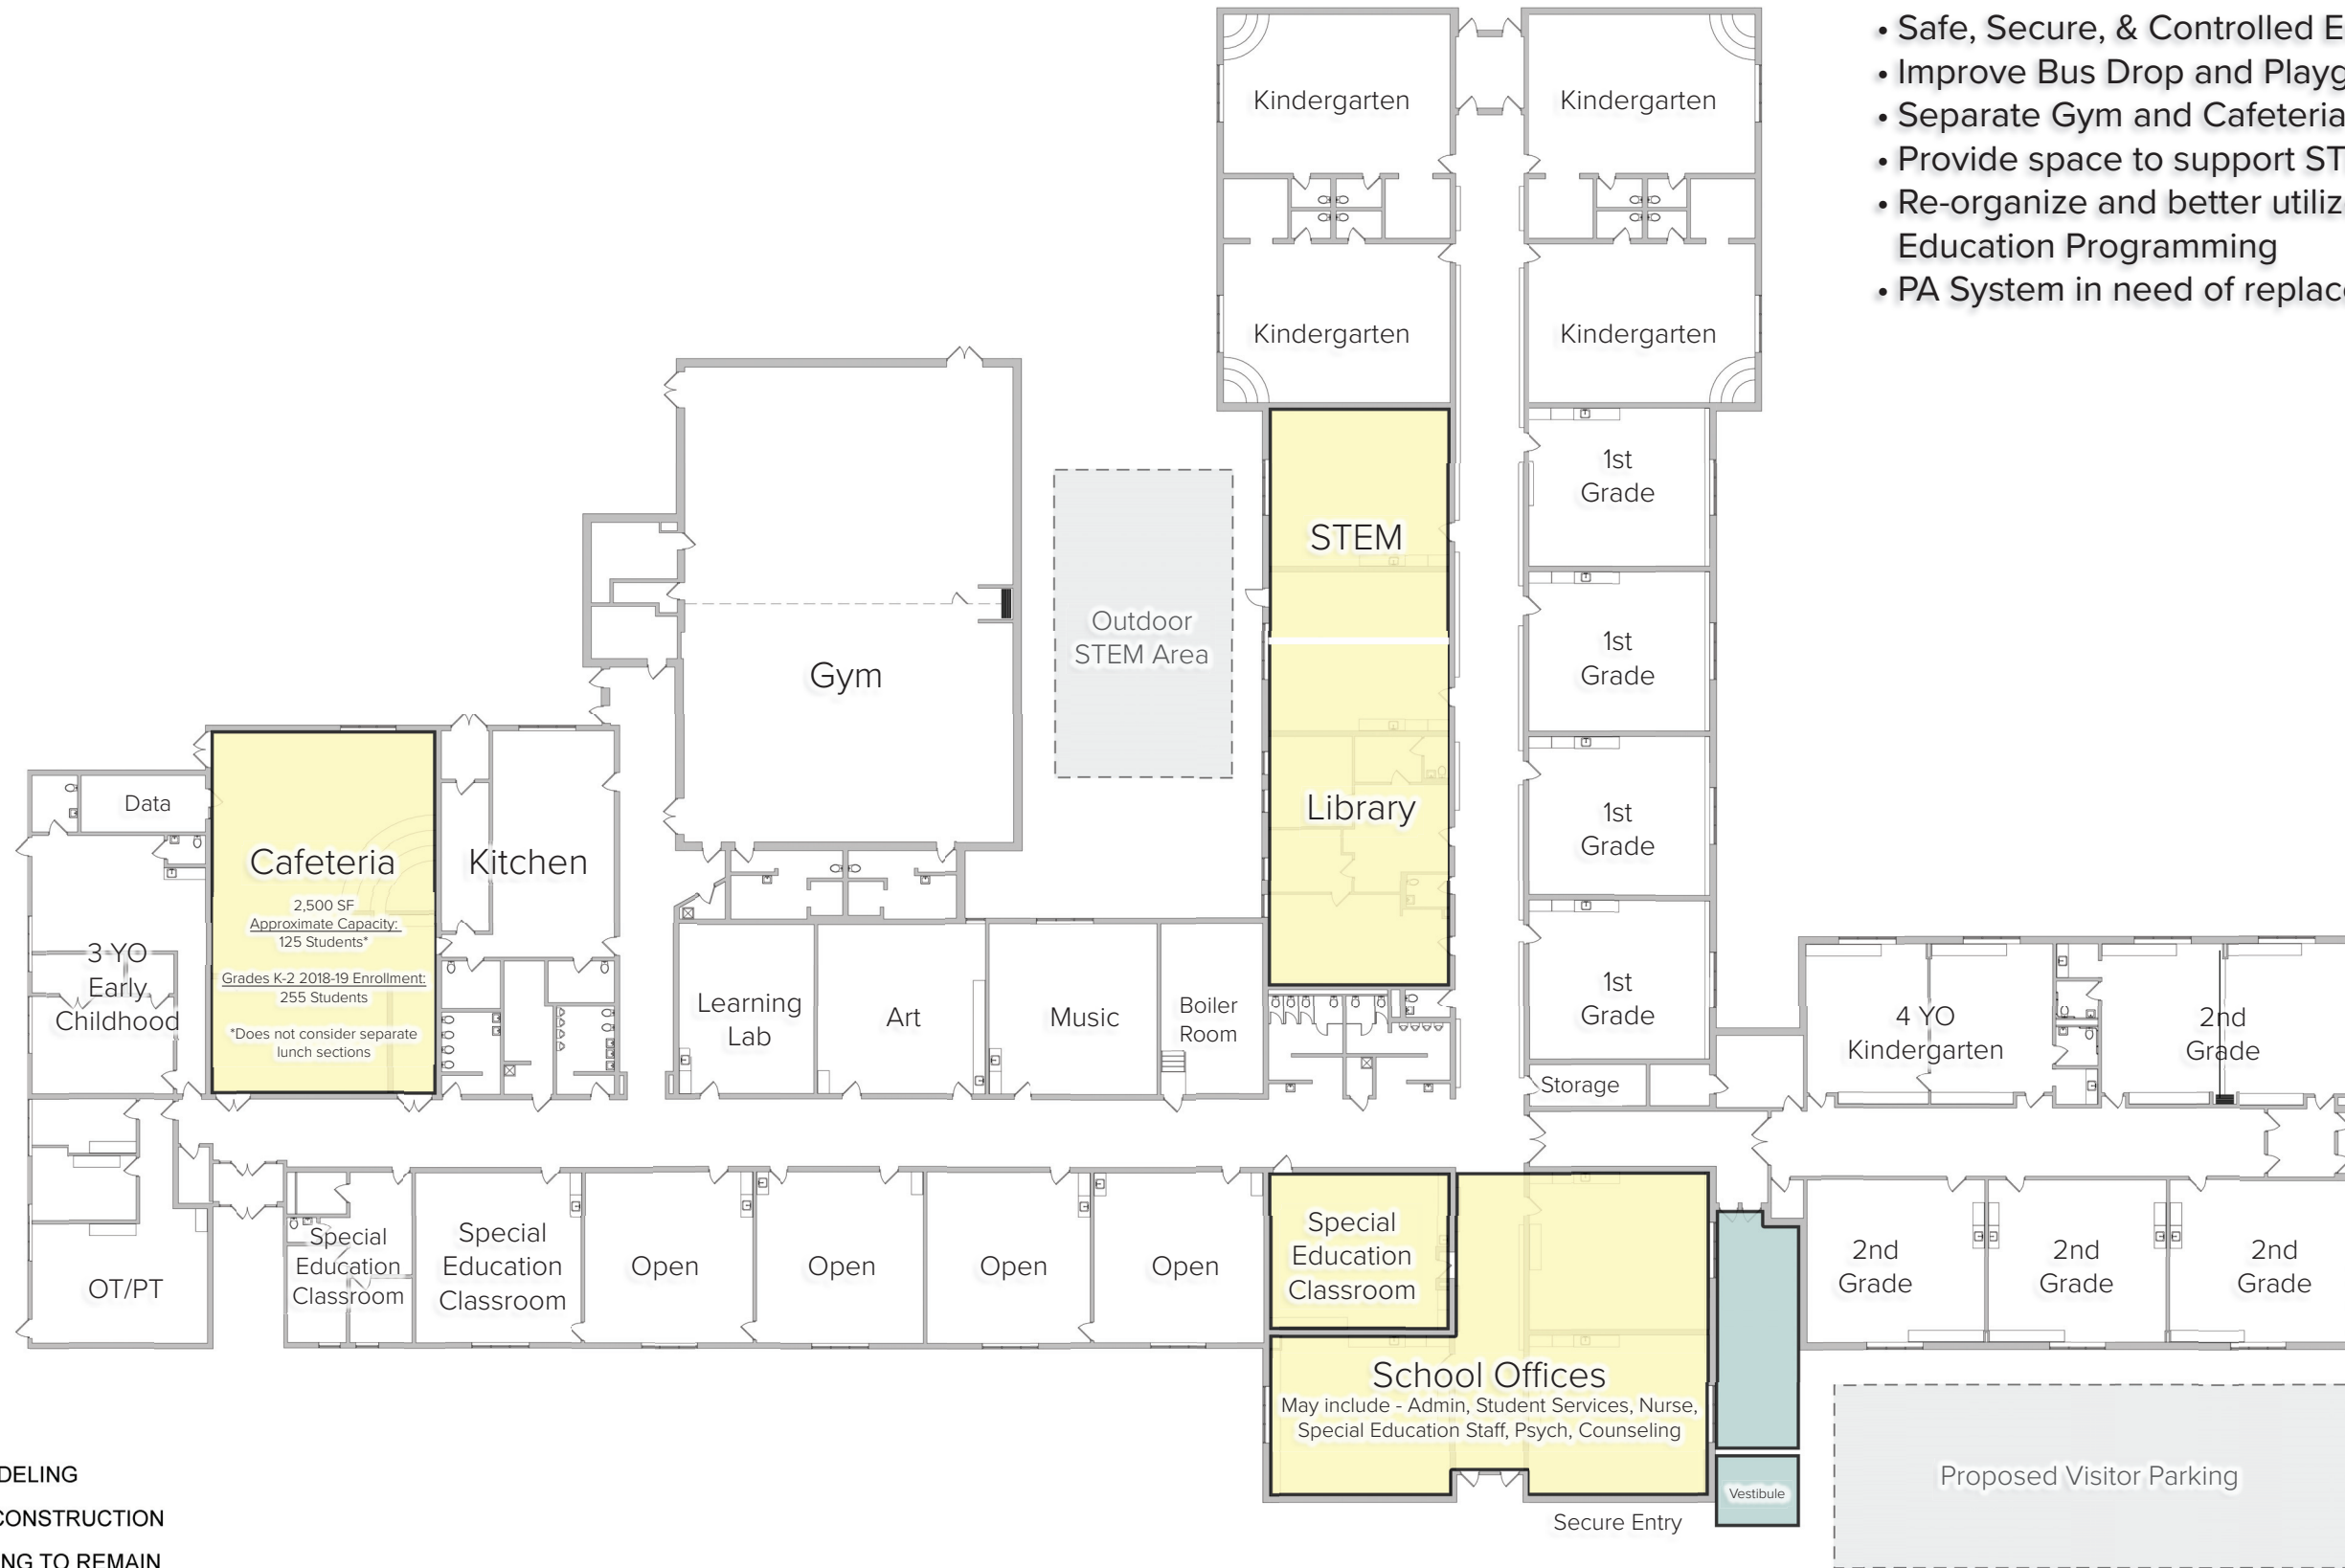 • Safe, Secure, & Controlled
• Improve Bus Drop and
• Separate Gym and Cafeteria
• Provide space to support
• Re-organize and better
Education Programming
• PA System in need of
Kindergarten
Kindergarten
Kindergarten
Kindergarten
1st
Grade
STEM
Outdoor
STEM Area
1st
Grade
Gym
Data
Library
1st
Grade
Cafeteria
2,500 SF
Approximate Capacity:
125 Students*
Grades K-2 2018-19 Enrollment:
255 Students
*Does not consider separate
lunch sections
Kitchen
3 YO
Early
Childhood
Learning
Lab
Art
Music
Boiler
Room
1st
Grade
4 YO
Kindergarten
2nd
Grade
Storage
OT/PT
Special
Education
Classroom
Special
Education
Classroom
Open
Open
Open
Open
Special
Education
Classroom
2nd
Grade
2nd
Grade
2nd
Grade
School Offices
May include - Admin, Student Services, Nurse,
Special Education Staff, Psych, Counseling
Vestibule
Secure Entry
Proposed Visitor Parking
DELING
CONSTRUCTION
NG TO REMAIN